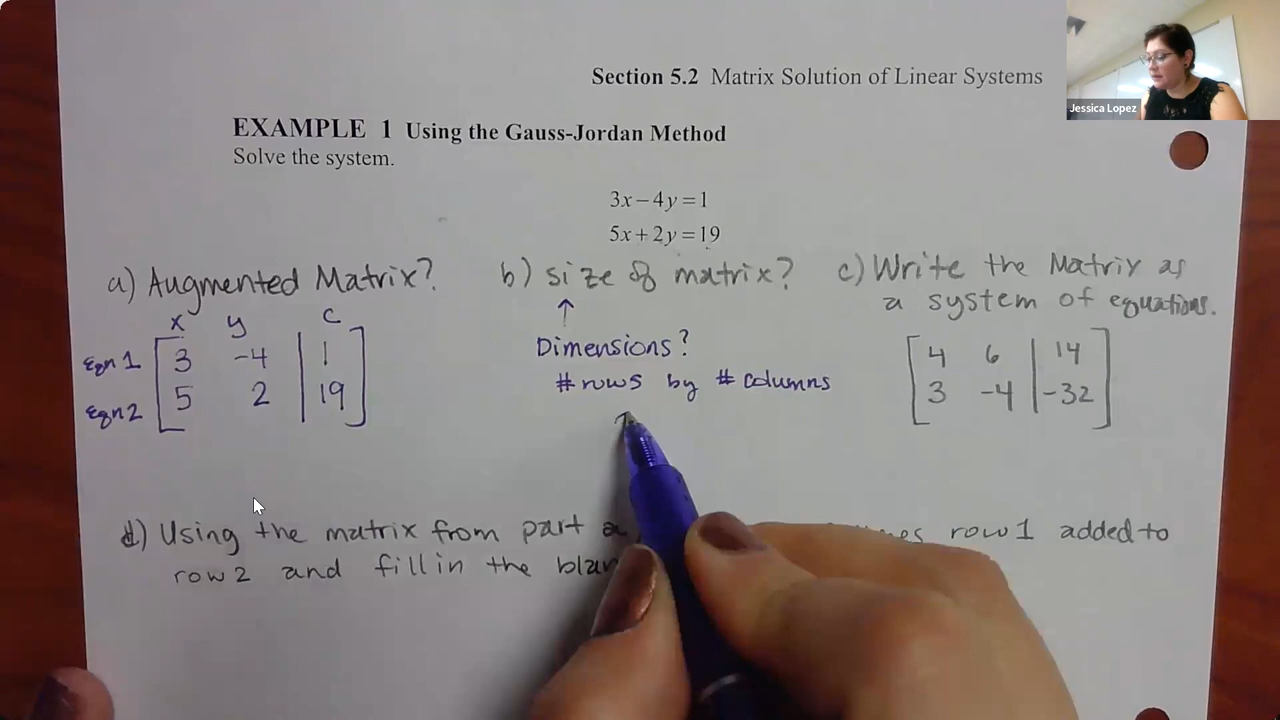 Section 5.2 Matrix Solution of Linear Systems
Jessica Lopez
EXAMPLE 1 Using the Gauss-Jordan Method
Solve the system.
3x−4y=1
5x+2y=19
a) Augmented Matrix?
x y c
Eqn 1 3 -4 1
Eqn 2 5 2 19
b) size of matrix?
↑
Dimensions?
# rows by # columns
c) Write the Matrix as
a system of equations.
4 6 14
3 -4 -32
d) Using the matrix from part a row 1 added to
row 2 and fill in the